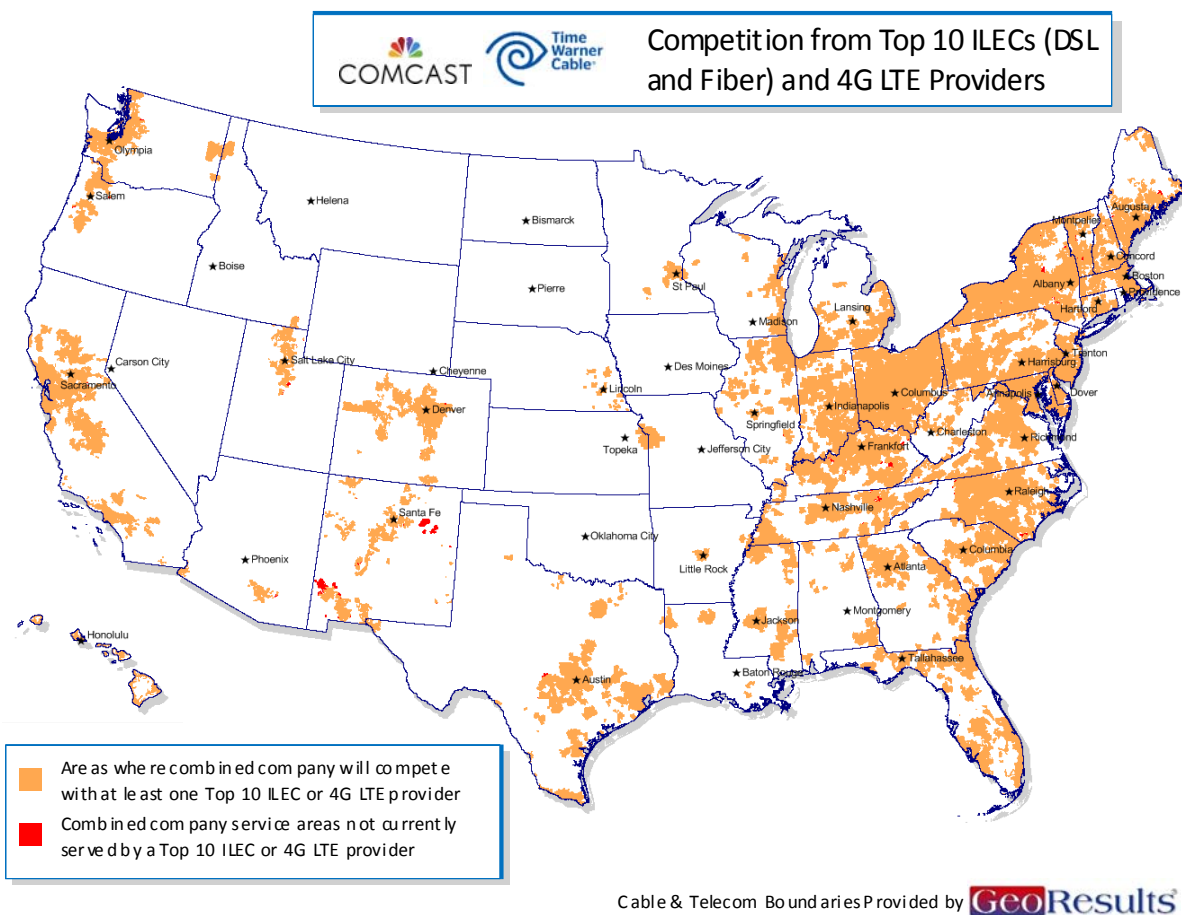 COMCAST
Time
Warner
Cable
Competition from Top 10 ILECs (DSL
and Fiber) and 4G LTE Providers
Olympia
Salem
Helena
Bismarck
Boise
Pierre
St Paul
Madison
Lansing
Montpelier
Augusta
Concord
Boston
Albany
Providence
Hartford
Carson City
Sacramento
Salt Lake City
Cheyenne
Denver
Lincoln
Des Moines
Topeka
Jefferson City
Springfield
Indianapolis
Columbus
Harrisburg
Trenton
Annapolis
Dover
Charleston
Frankfort
Richmond
Raleigh
Nashville
Santa Fe
Phoenix
Oklahoma City
Little Rock
Columbia
Atlanta
Montgomery
Jackson
Honolulu
Austin
Baton Rouge
Tallahassee
Areas where combined company will compete
with at least one Top 10 ILEC or 4G LTE provider
Combined company service areas not currently
served by a Top 10 ILEC or 4G LTE provider
Cable & Telecom Boundaries Provided by GeoResults